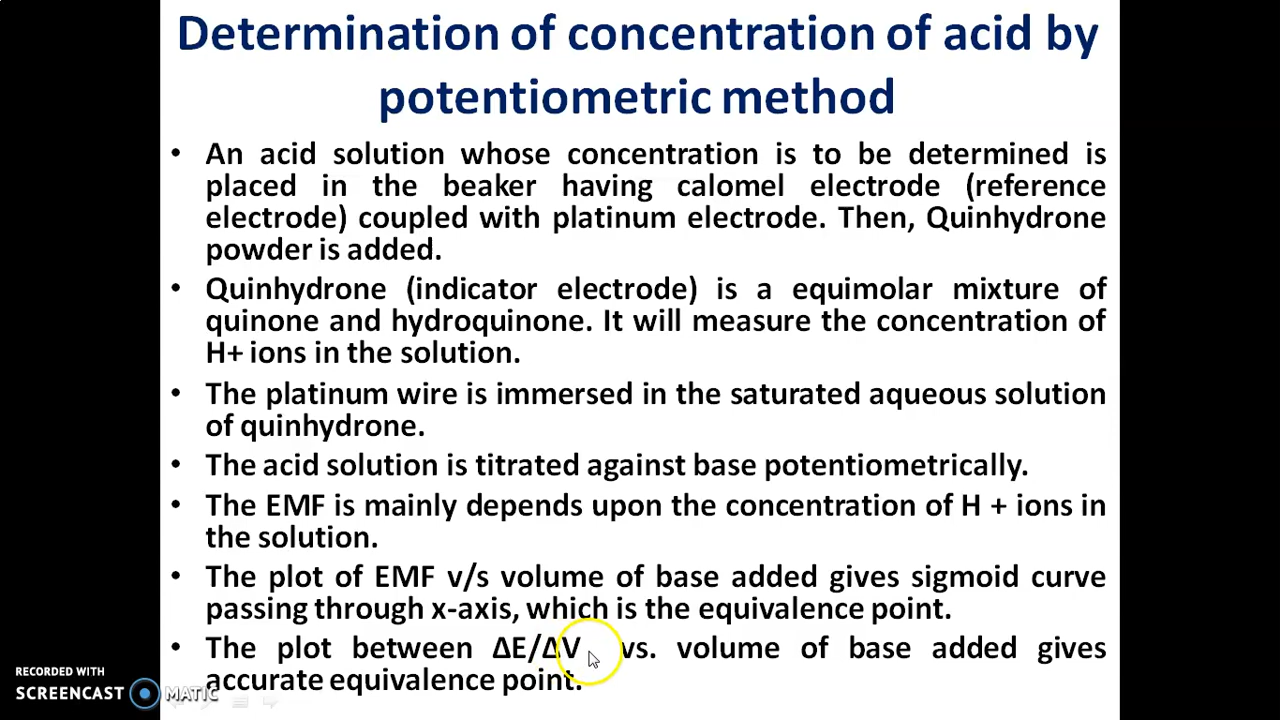 Determination of concentration of acid by
potentiometric method
• An acid solution whose concentration is to be determined is
placed in the beaker having calomel electrode (reference
electrode) coupled with platinum electrode. Then, Quinhydrone
powder is added.
• Quinhydrone (indicator electrode) is a equimolar mixture of
quinone and hydroquinone. It will measure the concentration of
H+ ions in the solution.
• The platinum wire is immersed in the saturated aqueous solution
of quinhydrone.
• The acid solution is titrated against base potentiometrically.
• The EMF is mainly depends upon the concentration of H + ions in
the solution.
• The plot of EMF v/s volume of base added gives sigmoid curve
passing through x-axis, which is the equivalence point.
• The plot between ΔE/ΔV vs. volume of base added gives
accurate equivalence point.
RECORDED WITH
SCREENCAST MATIC